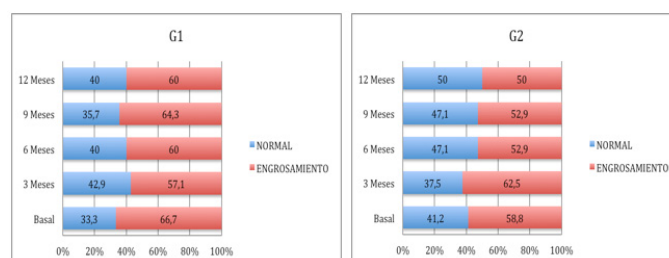 G1
12 Meses 40 60
9 Meses 35,7 64,3
6 Meses 40 60
3 Meses 42,9 57,1
Basal 33,3 66,7
0% 20% 40% 60% 80% 100%
NORMAL
ENGROSAMIENTO
G2
12 Meses 50 50
9 Meses 47,1 52,9
6 Meses 47,1 52,9
3 Meses 37,5 62,5
Basal 41,2 58,8
0% 20% 40% 60% 80% 100%
NORMAL
ENGROSAMIENTO